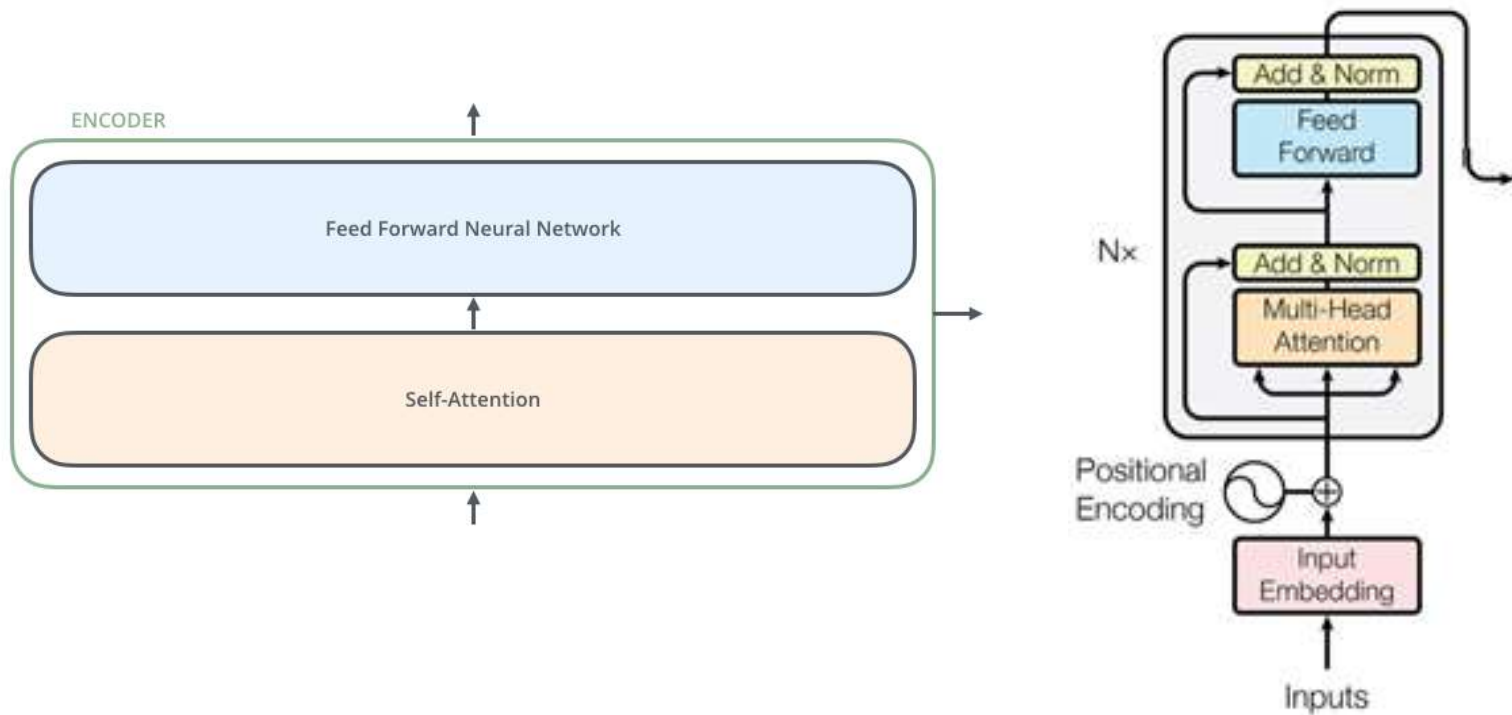 ENCODER
Feed Forward Neural Network
Self-Attention
Add & Norm
Feed
Forward
Nx
Add & Norm
Multi-Head
Attention
Positional
Encoding
Input
Embedding
Inputs